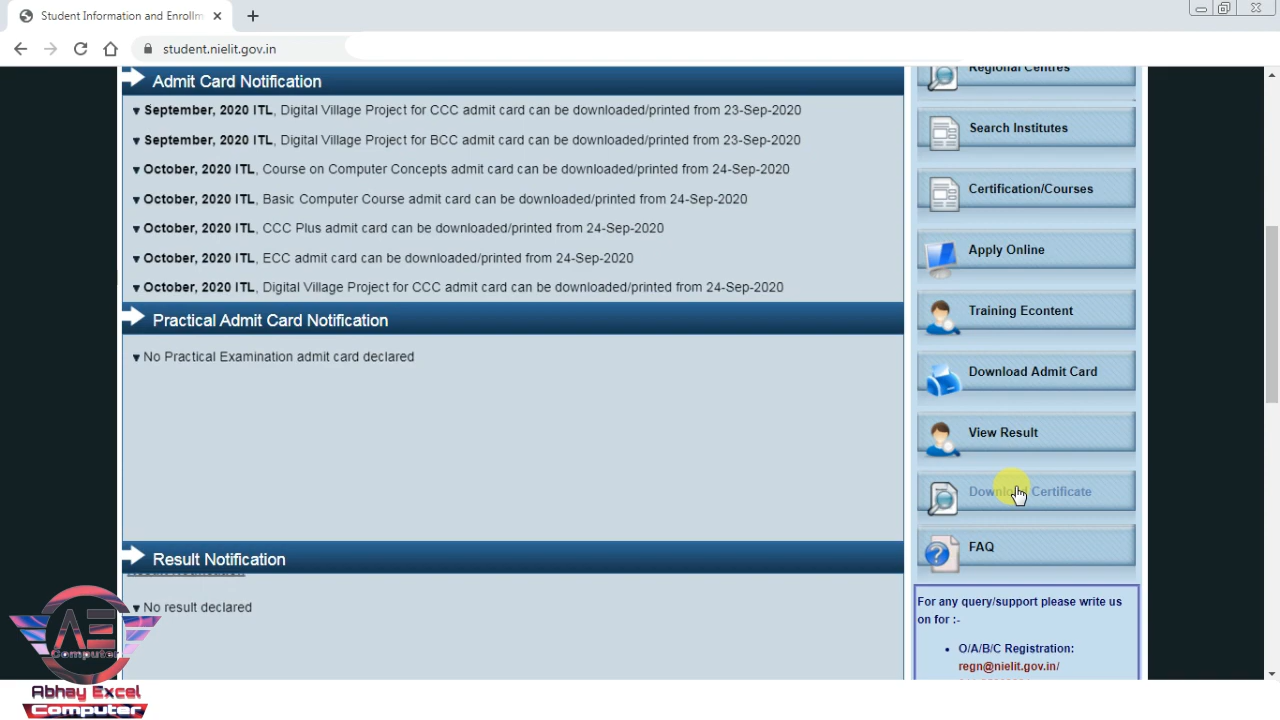 Student Information and Enrollm
student.nielit.gov.in
Admit Card Notification
September, 2020 ITL, Digital Village Project for CCC admit card can be downloaded/printed from 23-Sep-2020
September, 2020 ITL, Digital Village Project for BCC admit card can be downloaded/printed from 23-Sep-2020
October, 2020 ITL, Course on Computer Concepts admit card can be downloaded/printed from 24-Sep-2020
October, 2020 ITL, Basic Computer Course admit card can be downloaded/printed from 24-Sep-2020
October, 2020 ITL, CCC Plus admit card can be downloaded/printed from 24-Sep-2020
October, 2020 ITL, ECC admit card can be downloaded/printed from 24-Sep-2020
October, 2020 ITL, Digital Village Project for CCC admit card can be downloaded/printed from 24-Sep-2020
Practical Admit Card Notification
No Practical Examination admit card declared
Result Notification
No result declared
Regional Centres
Search Institutes
Certification/Courses
Apply Online
Training Econtent
Download Admit Card
View Result
Download Certificate
FAQ
For any query/support please write us
on for :-
O/A/B/C Registration:
regn@nielit.gov.in/
AE
Computer
Abhay Excel
Computer